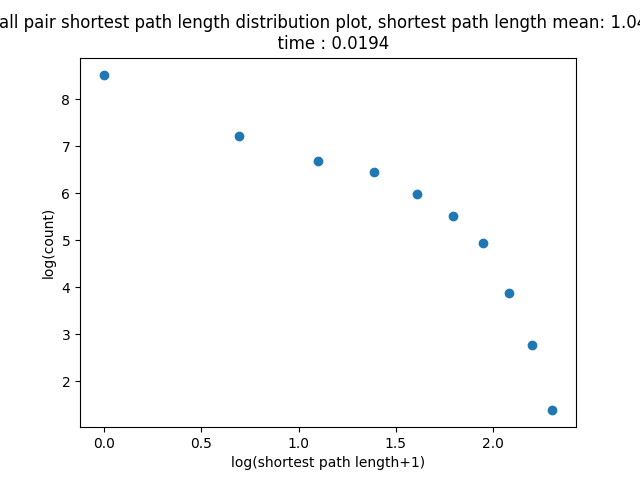 all pair shortest path length distribution plot, shortest path length mean: 1.04
time : 0.0194
8
7
6
5
4
3
2
log(count)
0.0 0.5 1.0 1.5 2.0
log(shortest path length+1)